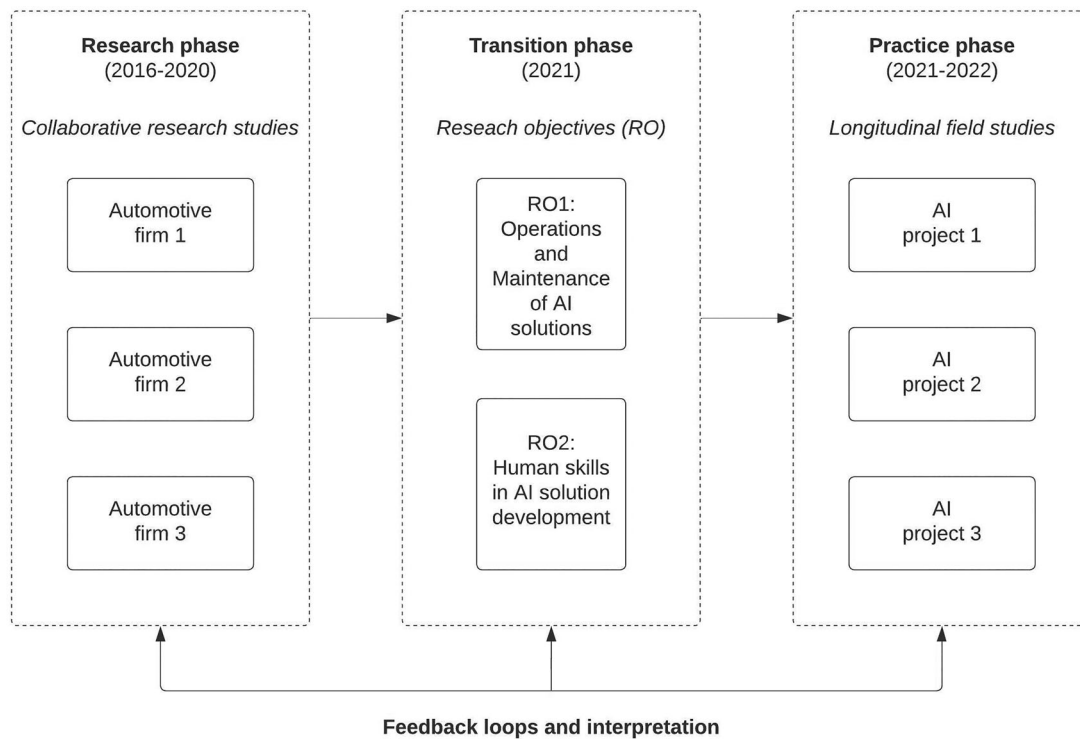 Research phase
(2016-2020)
Collaborative research studies
Automotive
firm 1
Automotive
firm 2
Automotive
firm 3
Transition phase
(2021)
Reseach objectives (RO)
RO1:
Operations
and
Maintenance
of AI
solutions
RO2:
Human skills
in AI solution
development
Practice phase
(2021-2022)
Longitudinal field studies
AI
project 1
AI
project 2
AI
project 3
Feedback loops and interpretation